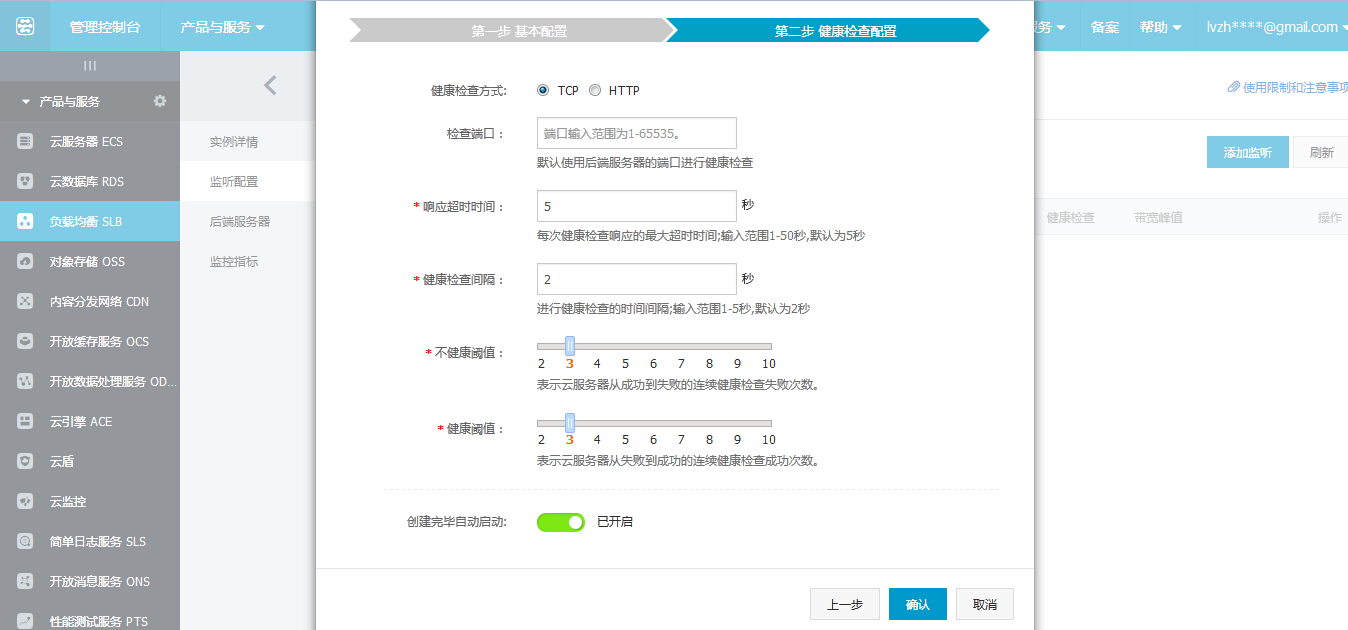 管理控制台 产品与服务
第一步 基本配置 第二步 健康检查配置
务 备案 帮助 lvzh****@gmail.com
使用限制和注意事项
添加监听 刷新
健康检查 带宽峰值 操作
产品与服务
云服务器 ECS
云数据库 RDS
负载均衡 SLB
对象存储 OSS
内容分发网络 CDN
开放缓存服务 OCS
开放数据处理服务 OD...
云引擎 ACE
云盾
云监控
简单日志服务 SLS
开放消息服务 ONS
性能测试服务 PTS
实例详情
监听配置
后端服务器
监控指标
健康检查方式: TCP HTTP
检查端口: 端口输入范围为1-65535。
默认使用后端服务器的端口进行健康检查
* 响应超时时间: 5 秒
每次健康检查响应的最大超时时间;输入范围1-50秒,默认为5秒
* 健康检查间隔: 2 秒
进行健康检查的时间间隔;输入范围1-5秒,默认为2秒
* 不健康阈值:
2 3 4 5 6 7 8 9 10
表示云服务器从成功到失败的连续健康检查失败次数。
* 健康阈值:
2 3 4 5 6 7 8 9 10
表示云服务器从失败到成功的连续健康检查成功次数。
创建完毕自动启动: 已开启
上一步 确认 取消